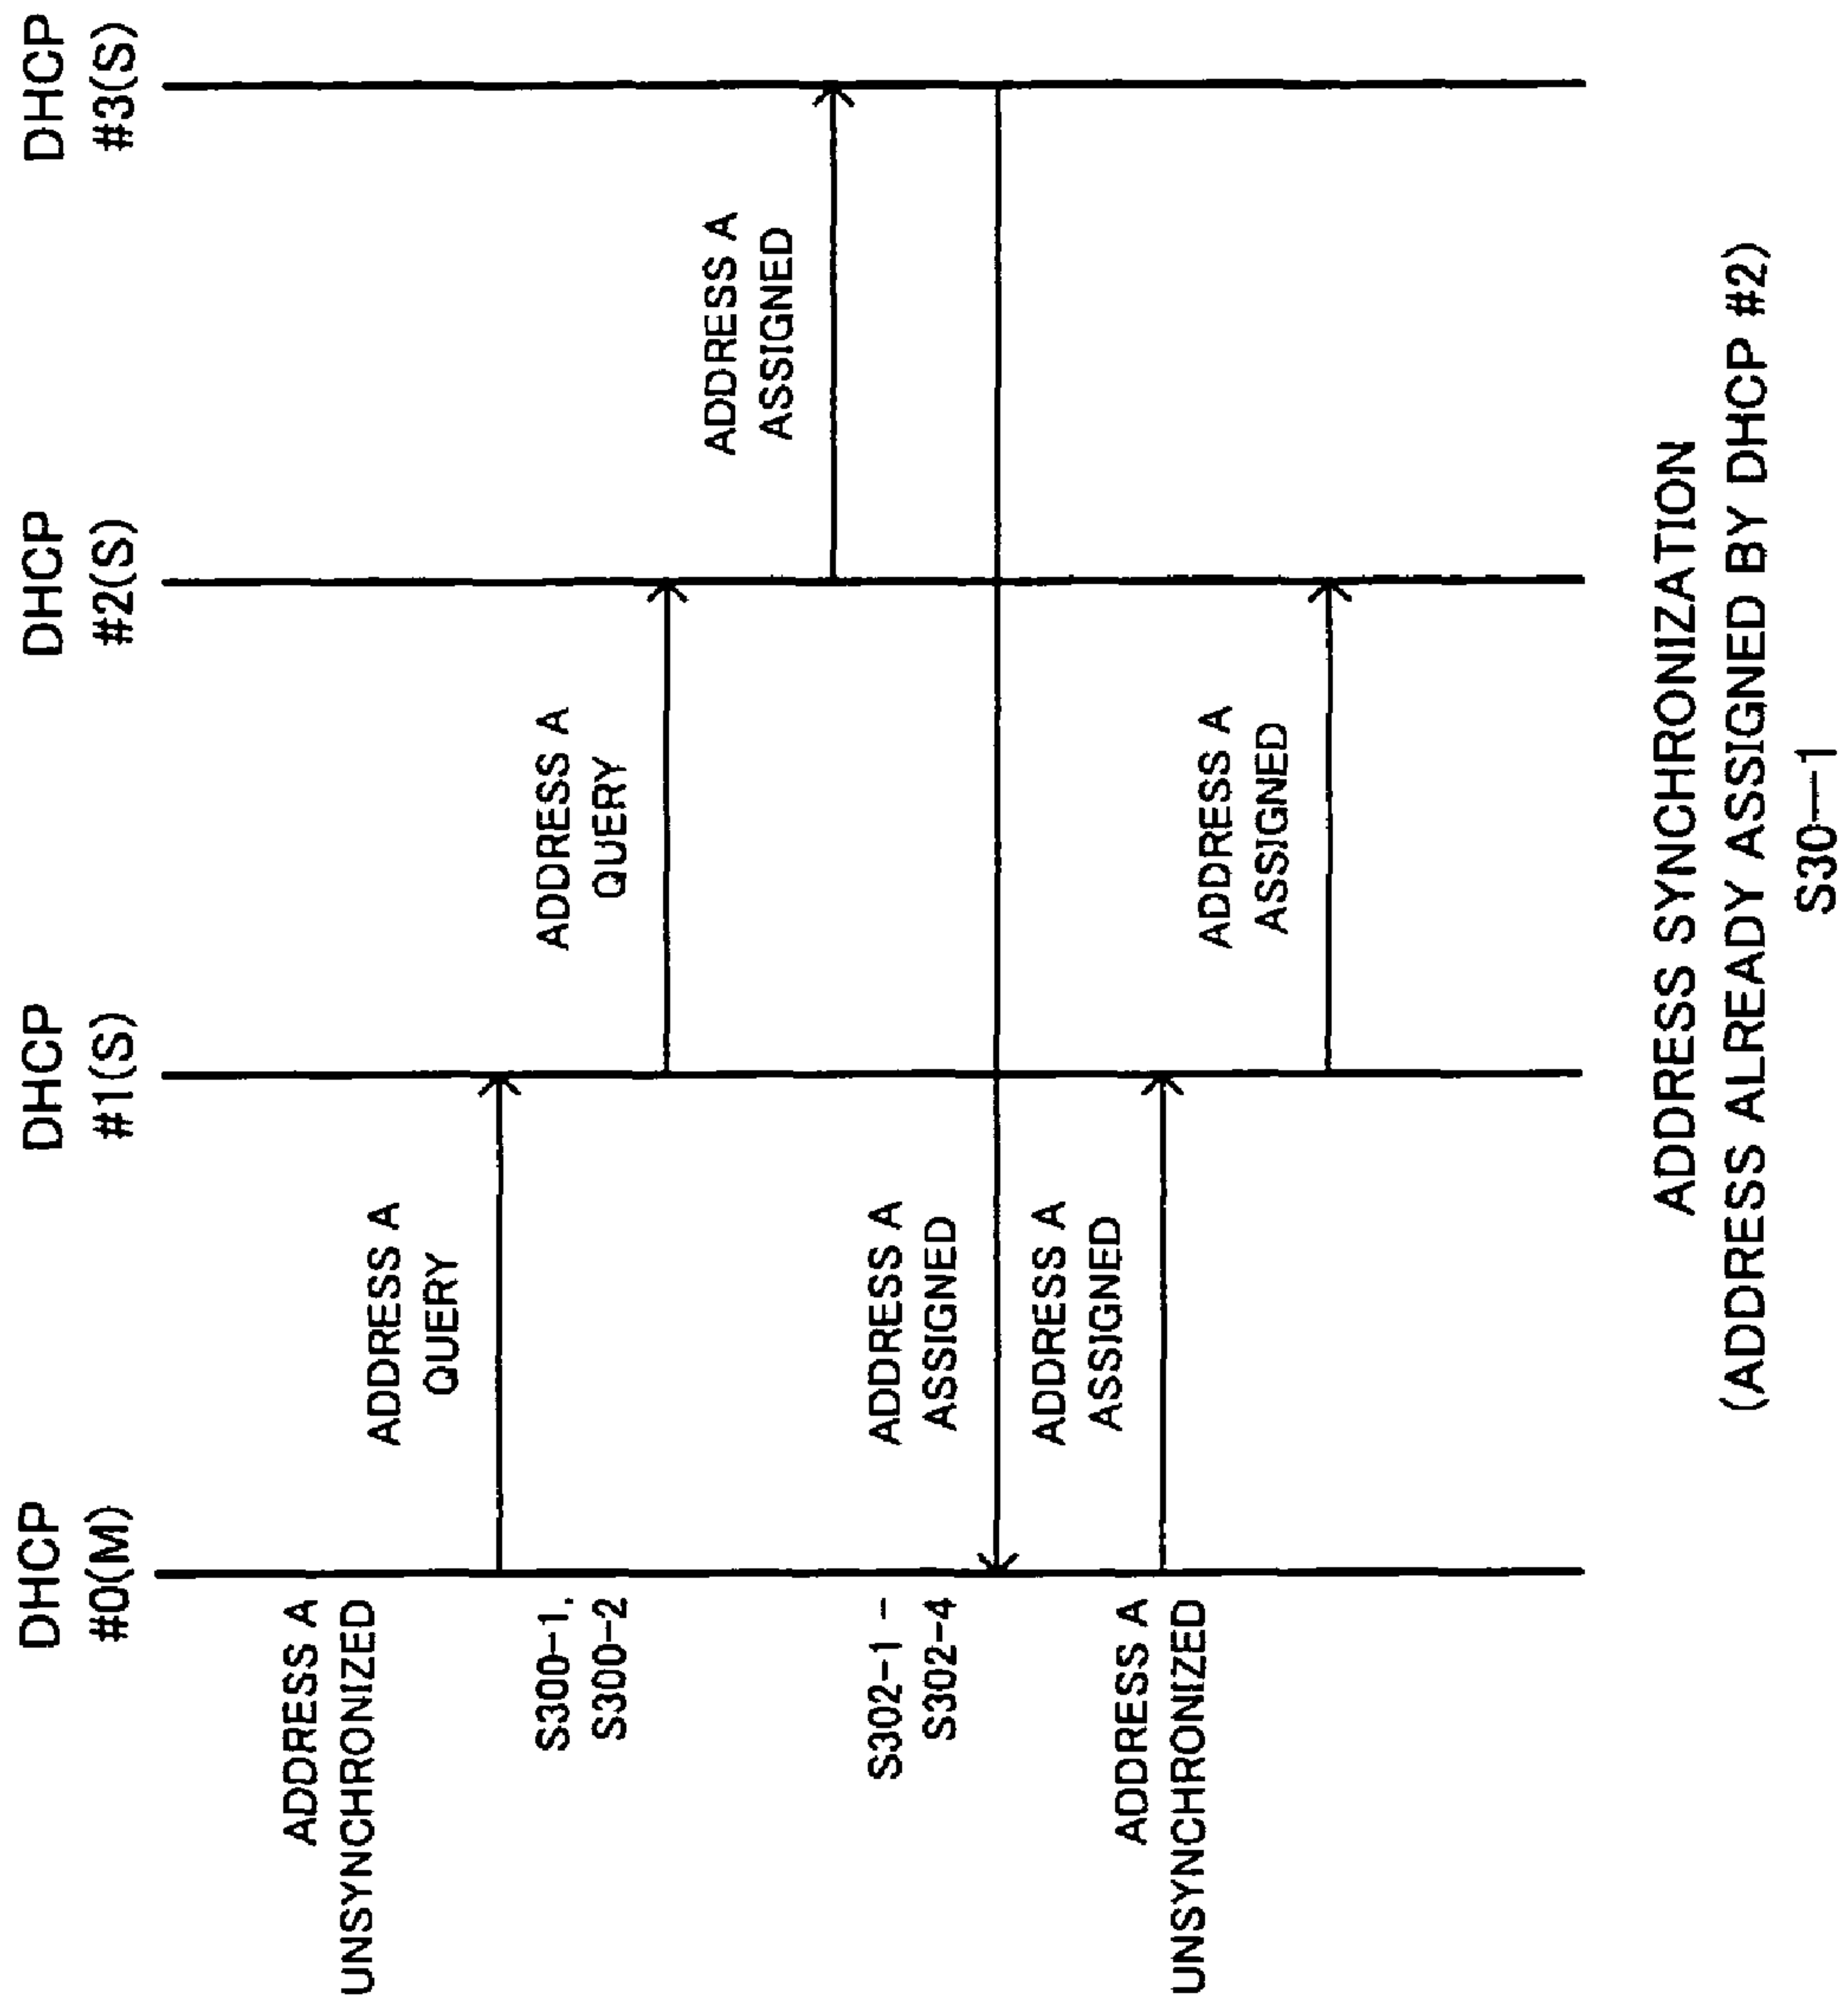 DHCP
#0(M)
DHCP
#1(S)
DHCP
#2(S)
DHCP
#3(S)
ADDRESS A
UNSYNCHRONIZED
ADDRESS A
QUERY
S300-1,
S300-2
ADDRESS A
QUERY
ADDRESS A
ASSIGNED
S302-1 -
S302-4
ADDRESS A
ASSIGNED
ADDRESS A
ASSIGNED
ADDRESS A
UNSYNCHRONIZED
ADDRESS A
ASSIGNED
ADDRESS SYNCHRONIZATION
(ADDRESS ALREADY ASSIGNED BY DHCP #2)
S30-1